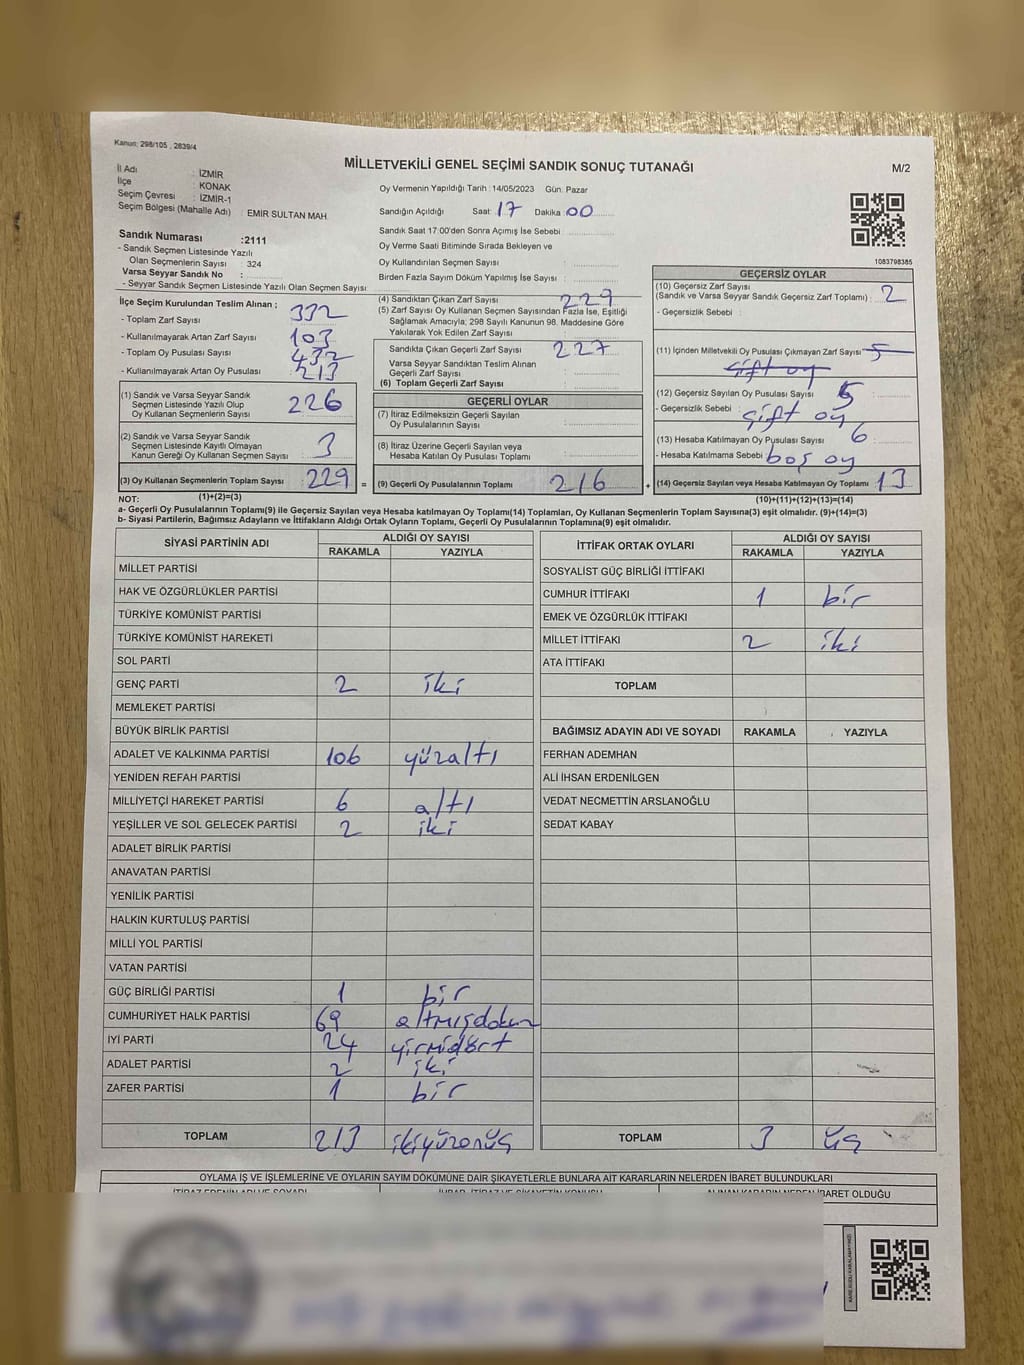 Kanun: 298/105 , 2839/4
MİLLETVEKİLİ GENEL SEÇİMİ SANDIK SONUÇ TUTANAĞI
M/2
İl Adı : İZMİR
İlçe : KONAK
Seçim Çevresi : İZMİR-1
Seçim Bölgesi (Mahalle Adı) : EMİR SULTAN MAH.
Oy Vermenin Yapıldığı Tarih : 14/05/2023 Gün: Pazar
Sandığın Açıldığı Saat: 17 Dakika 00
Sandık Saat 17:00'den Sonra Açımış İse Sebebi :
Oy Verme Saati Bitiminde Sırada Bekleyen ve
Oy Kullandırılan Seçmen Sayısı :
Birden Fazla Sayım Döküm Yapılmış İse Sayısı :
Sandık Numarası :2111
- Sandık Seçmen Listesinde Yazılı
Olan Seçmenlerin Sayısı : 324
Varsa Seyyar Sandık No :
- Seyyar Sandık Seçmen Listesinde Yazılı Olan Seçmen Sayısı :
1083798385
İlçe Seçim Kurulundan Teslim Alınan ;
- Toplam Zarf Sayısı : 332
- Kullanılmayarak Artan Zarf Sayısı : 103
- Toplam Oy Pusulası Sayısı : 432
- Kullanılmayarak Artan Oy Pusulası : 213
(1) Sandık ve Varsa Seyyar Sandık
Seçmen Listesinde Yazılı Olup
Oy Kullanan Seçmenlerin Sayısı : 226
(2) Sandık ve Varsa Seyyar Sandık
Seçmen Listesinde Kayıtlı Olmayan
Kanun Gereği Oy Kullanan Seçmen Sayısı : 3
(3) Oy Kullanan Seçmenlerin Toplam Sayısı : 229
(4) Sandıktan Çıkan Zarf Sayısı : 229
(5) Zarf Sayısı Oy Kullanan Seçmen Sayısından Fazla İse, Eşitliği
Sağlamak Amacıyla; 298 Sayılı Kanunun 98. Maddesine Göre
Yakılarak Yok Edilen Zarf Sayısı :
Sandıkta Çıkan Geçerli Zarf Sayısı : 227
Varsa Seyyar Sandıktan Teslim Alınan
Geçerli Zarf Sayısı :
(6) Toplam Geçerli Zarf Sayısı :
GEÇERLİ OYLAR
(7) İtiraz Edilmeksizin Geçerli Sayılan
Oy Pusulalarının Sayısı :
(8) İtiraz Üzerine Geçerli Sayılan veya
Hesaba Katılan Oy Pusulası Toplamı :
= (9) Geçerli Oy Pusulalarının Toplamı : 216
GEÇERSİZ OYLAR
(10) Geçersiz Zarf Sayısı
(Sandık ve Varsa Seyyar Sandık Geçersiz Zarf Toplamı) : 2
- Geçersizlik Sebebi :
(11) İçinden Milletvekili Oy Pusulası Çıkmayan Zarf Sayısı : 5
çift oy
(12) Geçersiz Sayılan Oy Pusulası Sayısı : 5
- Geçersizlik Sebebi : çift oy
(13) Hesaba Katılmayan Oy Pusulası Sayısı : 6
- Hesaba Katılmama Sebebi : boş oy
+ (14) Geçersiz Sayılan veya Hesaba Katılmayan Oy Toplamı : 13
NOT: (1)+(2)=(3)
(10)+(11)+(12)+(13)=(14)
a- Geçerli Oy Pusulalarının Toplamı(9) ile Geçersiz Sayılan veya Hesaba katılmayan Oy Toplamı(14) Toplamları, Oy Kullanan Seçmenlerin Toplam Sayısına(3) eşit olmalıdır. (9)+(14)=(3)
b- Siyasi Partilerin, Bağımsız Adayların ve İttifakların Aldığı Ortak Oyların Toplamı, Geçerli Oy Pusulalarının Toplamına(9) eşit olmalıdır.
SİYASİ PARTİNİN ADI
ALDIĞI OY SAYISI
RAKAMLA YAZIYLA
MİLLET PARTİSİ
HAK VE ÖZGÜRLÜKLER PARTİSİ
TÜRKİYE KOMÜNİST PARTİSİ
TÜRKİYE KOMÜNİST HAREKETİ
SOL PARTİ
GENÇ PARTİ 2 iki
MEMLEKET PARTİSİ
BÜYÜK BİRLİK PARTİSİ
ADALET VE KALKINMA PARTİSİ 106 yüzaltı
YENİDEN REFAH PARTİSİ
MİLLİYETÇİ HAREKET PARTİSİ 6 altı
YEŞİLLER VE SOL GELECEK PARTİSİ 2 iki
ADALET BİRLİK PARTİSİ
ANAVATAN PARTİSİ
YENİLİK PARTİSİ
HALKIN KURTULUŞ PARTİSİ
MİLLİ YOL PARTİSİ
VATAN PARTİSİ
GÜÇ BİRLİĞİ PARTİSİ 1 bir
CUMHURİYET HALK PARTİSİ 69 altmışdokuz
İYİ PARTİ 24 yirmidört
ADALET PARTİSİ 2 iki
ZAFER PARTİSİ 1 bir
TOPLAM 213 ikiyüzonüç
İTTİFAK ORTAK OYLARI
ALDIĞI OY SAYISI
RAKAMLA YAZIYLA
SOSYALİST GÜÇ BİRLİĞİ İTTİFAKI
CUMHUR İTTİFAKI 1 bir
EMEK VE ÖZGÜRLÜK İTTİFAKI
MİLLET İTTİFAKI 2 iki
ATA İTTİFAKI
TOPLAM
BAĞIMSIZ ADAYIN ADI VE SOYADI RAKAMLA YAZIYLA
FERHAN ADEMHAN
ALİ İHSAN ERDENİLGEN
VEDAT NECMETTİN ARSLANOĞLU
SEDAT KABAY
TOPLAM 3 üç
OYLAMA İŞ VE İŞLEMLERİNE VE OYLARIN SAYIM DÖKÜMÜNE DAİR ŞİKAYETLERLE BUNLARA AİT KARARLARIN NELERDEN İBARET BULUNDUKLARI
İTİRAZ EDENİN ADI VE SOYADI
İHBAR, İTİRAZ VE ŞİKAYETİN KONUSU
ALINAN KARARIN NEDEN İBARET OLDUĞU
KARE KODU KARALAMAYINIZ!